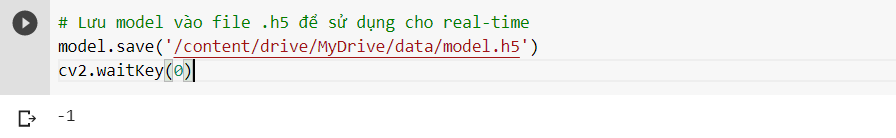 # Lưu model vào file .h5 để sử dụng cho real-time
model.save('/content/drive/MyDrive/data/model.h5')
cv2.waitKey(0)
-1